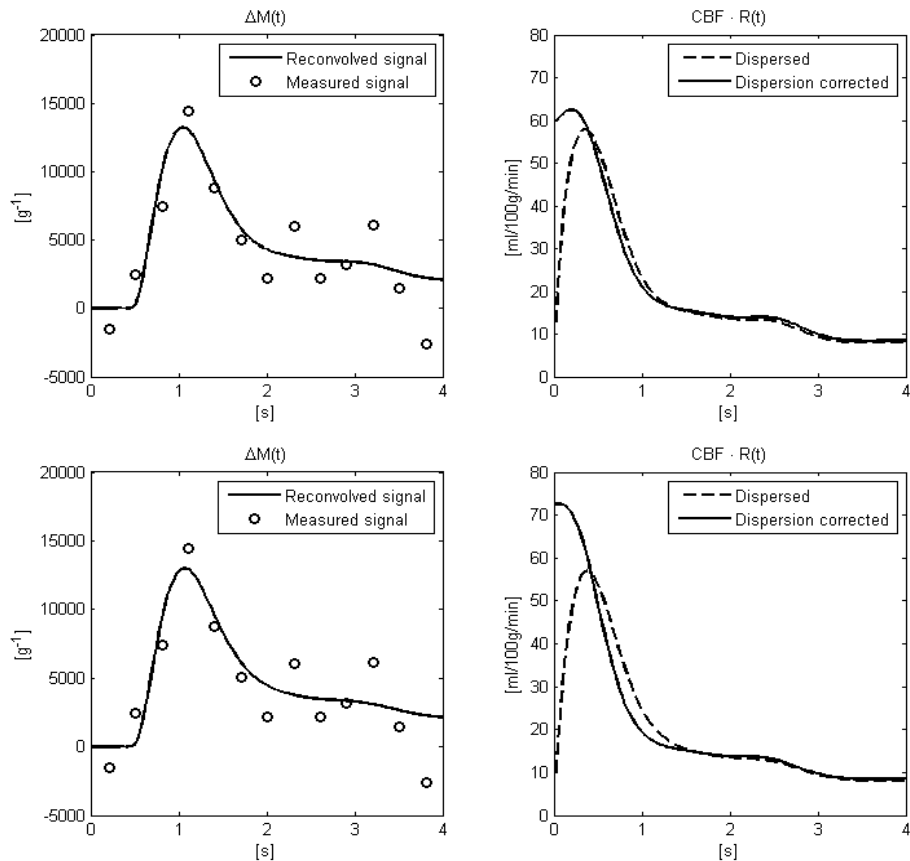 ΔM(t)
20000
15000
10000
5000
0
-5000
[g⁻¹]
Reconvolved signal
Measured signal
0 1 2 3 4
[s]
CBF · R(t)
80
70
60
50
40
30
20
10
0
[ml/100g/min]
Dispersed
Dispersion corrected
0 1 2 3 4
[s]
ΔM(t)
20000
15000
10000
5000
0
-5000
[g⁻¹]
Reconvolved signal
Measured signal
0 1 2 3 4
[s]
CBF · R(t)
80
70
60
50
40
30
20
10
0
[ml/100g/min]
Dispersed
Dispersion corrected
0 1 2 3 4
[s]